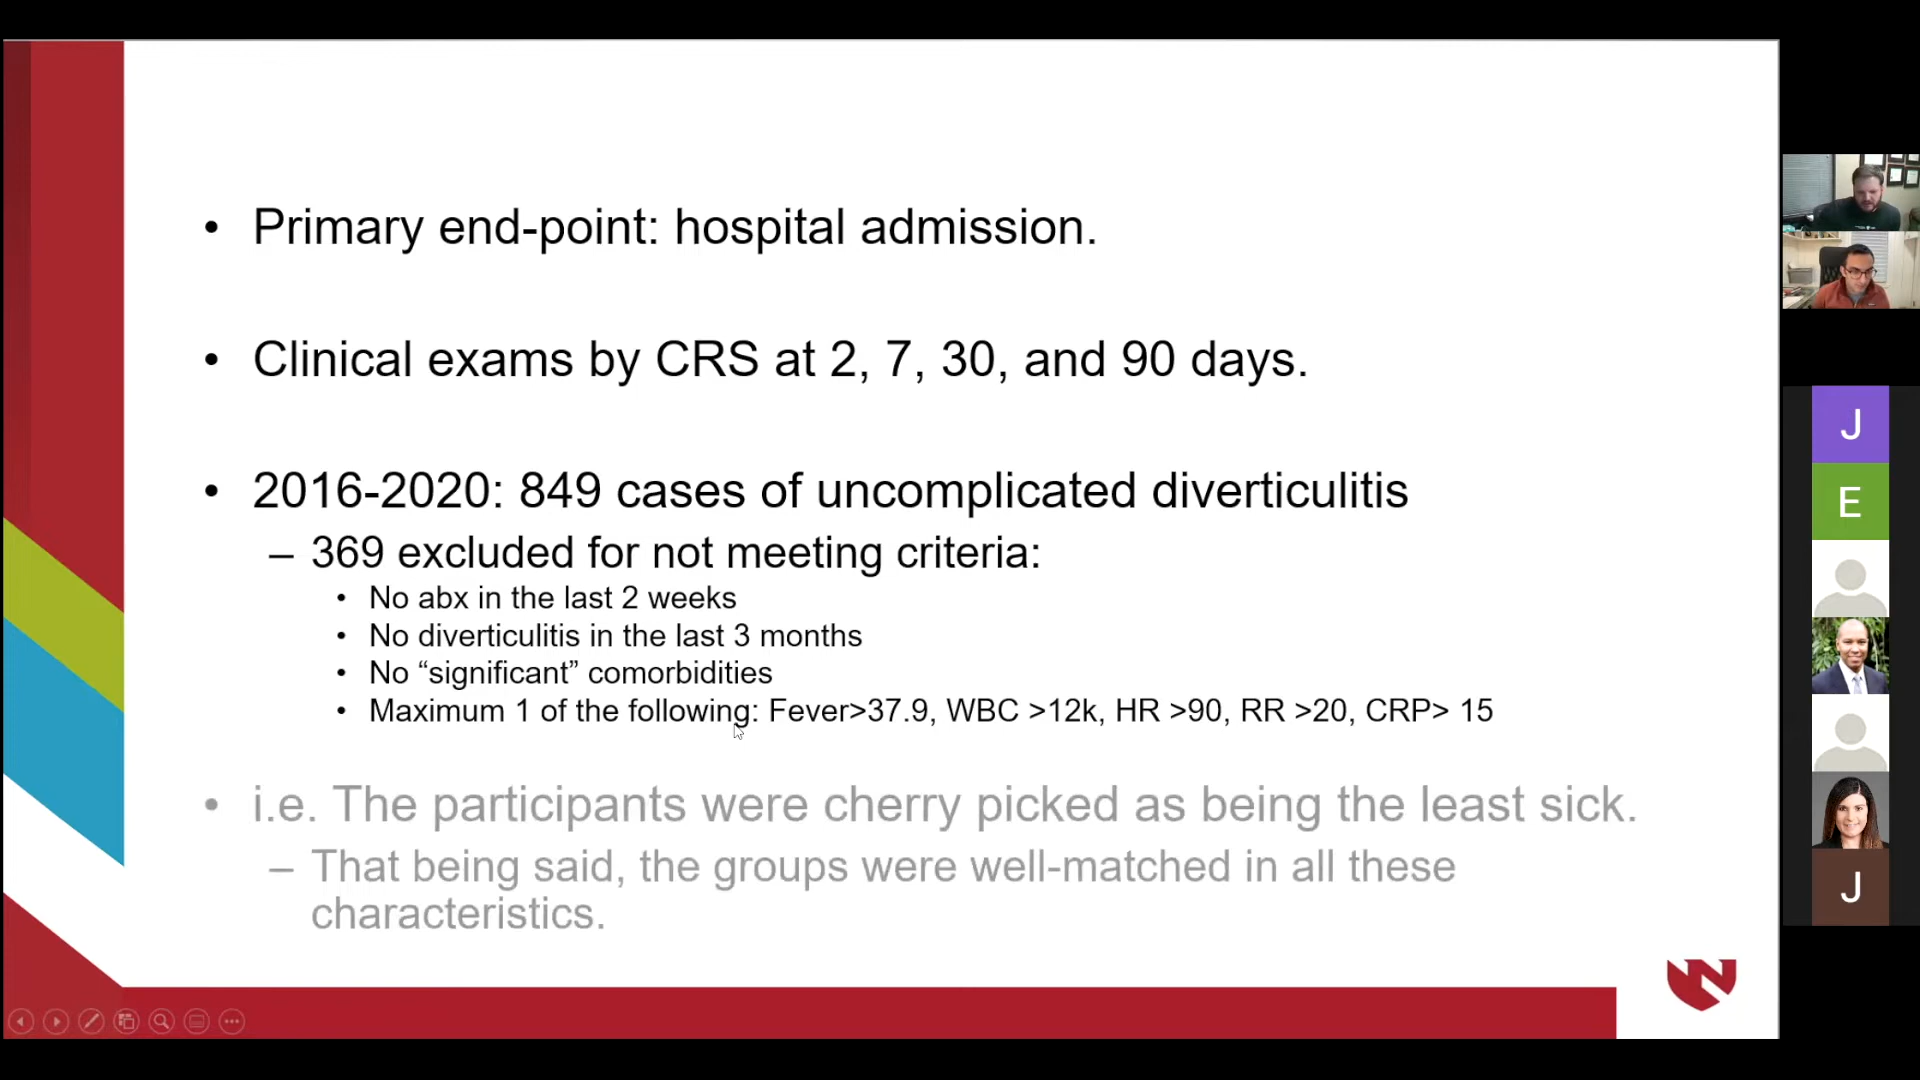 • Primary end-point: hospital admission.
• Clinical exams by CRS at 2, 7, 30, and 90 days.
• 2016-2020: 849 cases of uncomplicated diverticulitis
– 369 excluded for not meeting criteria:
• No abx in the last 2 weeks
• No diverticulitis in the last 3 months
• No “significant” comorbidities
• Maximum 1 of the following: Fever>37.9, WBC >12k, HR >90, RR >20, CRP> 15
• i.e. The participants were cherry picked as being the least sick.
– That being said, the groups were well-matched in all these
characteristics.
J
E
J
N